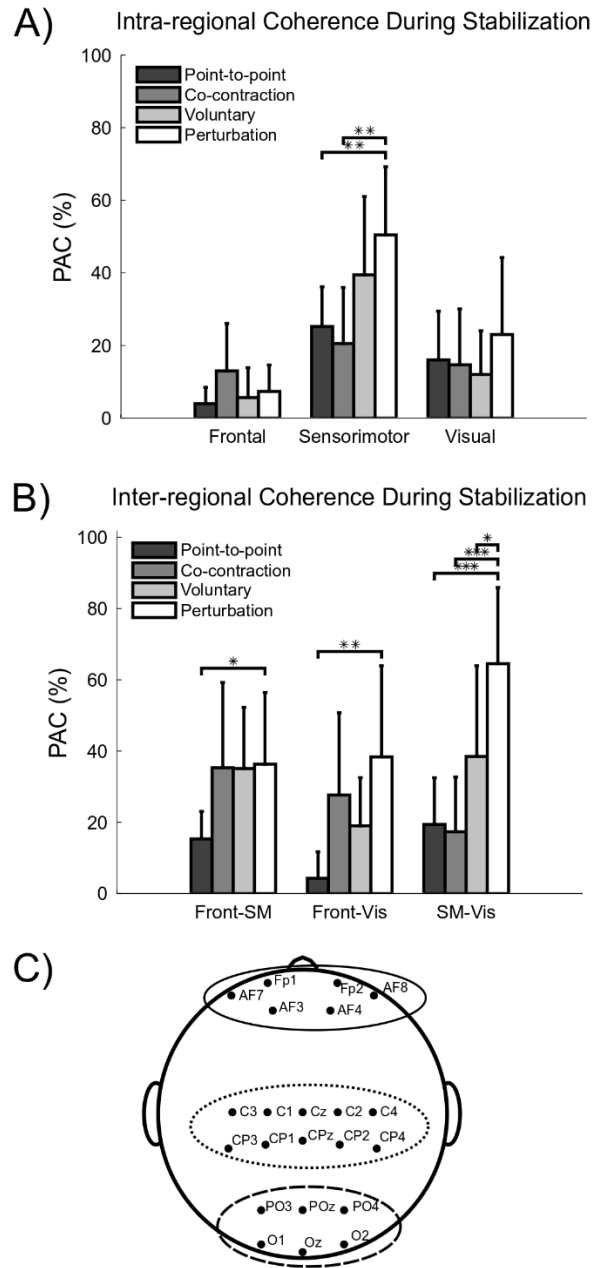 A)
Intra-regional Coherence During Stabilization
100
80
60
40
20
0
PAC (%)
Point-to-point
Co-contraction
Voluntary
Perturbation
**
**
Frontal Sensorimotor Visual
B)
Inter-regional Coherence During Stabilization
100
80
60
40
20
0
PAC (%)
Point-to-point
Co-contraction
Voluntary
Perturbation
*
**
*
***
***
Front-SM Front-Vis SM-Vis
C)
Fp1 Fp2
AF7 AF8
AF3 AF4
C3 C1 Cz C2 C4
CP3 CP1 CPz CP2 CP4
PO3 POz PO4
O1 Oz O2